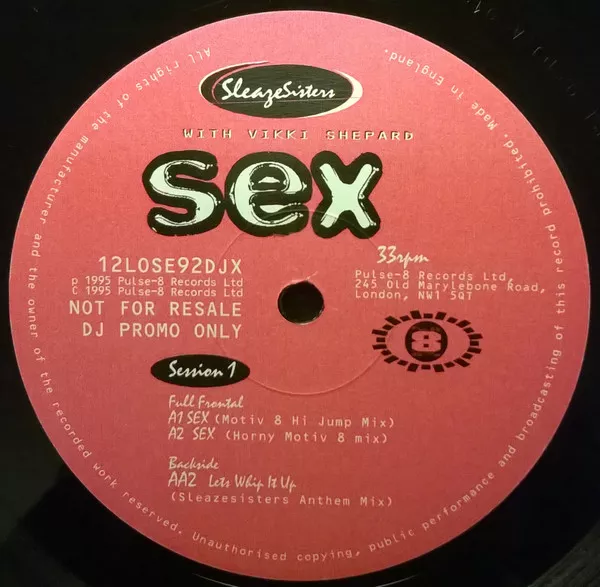 SleazeSisters
WITH VIKKI SHEPARD
sex
12LOSE92DJX
p 1995 Pulse-8 Records Ltd
C 1995 Pulse-8 Records Ltd
NOT FOR RESALE
DJ PROMO ONLY
33rpm
Pulse-8 Records Ltd,
245 Old Marylebone Road,
London, NW1 5QT
8
Session 1
Full Frontal
A1 SEX (Motiv 8 Hi Jump Mix)
A2 SEX (Horny Motiv 8 mix)
Backside
AA2 Lets Whip It Up
(Sleazesisters Anthem Mix)
All rights of the manufacturer and the owner of the recorded work reserved. Unauthorised copying, public performance and broadcasting of this record prohibited. Made in England.